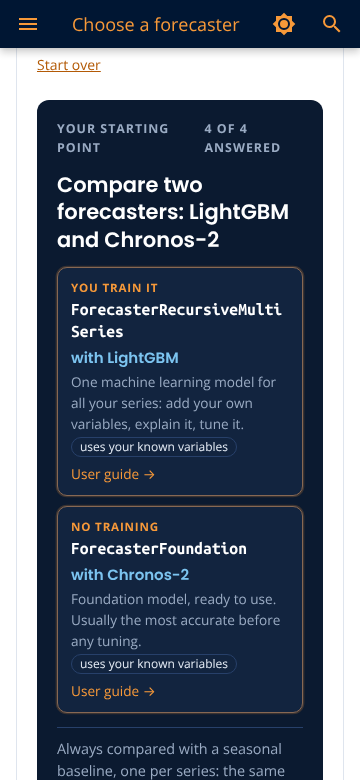 Choose a forecaster
Start over
YOUR STARTING POINT
4 OF 4 ANSWERED
Compare two
forecasters: LightGBM
and Chronos-2
YOU TRAIN IT
ForecasterRecursiveMulti
Series
with LightGBM
One machine learning model for
all your series: add your own
variables, explain it, tune it.
uses your known variables
User guide →
NO TRAINING
ForecasterFoundation
with Chronos-2
Foundation model, ready to use.
Usually the most accurate before
any tuning.
uses your known variables
User guide →
Always compared with a seasonal
baseline, one per series: the same